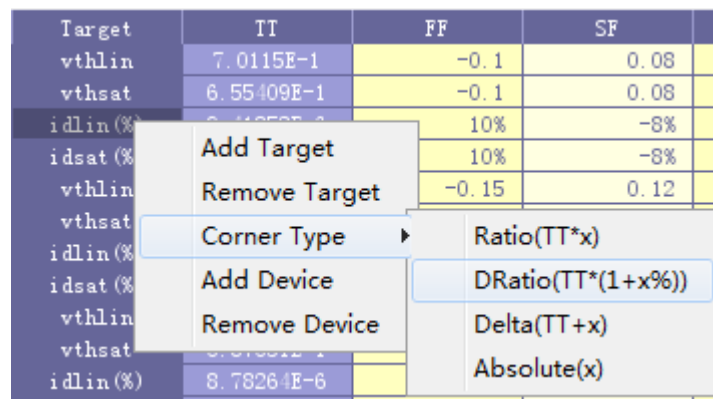 Target TT FF SF
vthlin 7.0115E-1 -0.1 0.08
vthsat 6.55409E-1 -0.1 0.08
idlin(%) 10% -8%
idsat(% 10% -8%
vthlin -0.15 0.12
vthsat
idlin(%
idsat(%
vthlin
vthsat
idlin(%) 8.78264E-6
Add Target
Remove Target
Corner Type
Add Device
Remove Device
Ratio(TT*x)
DRatio(TT*(1+x%))
Delta(TT+x)
Absolute(x)